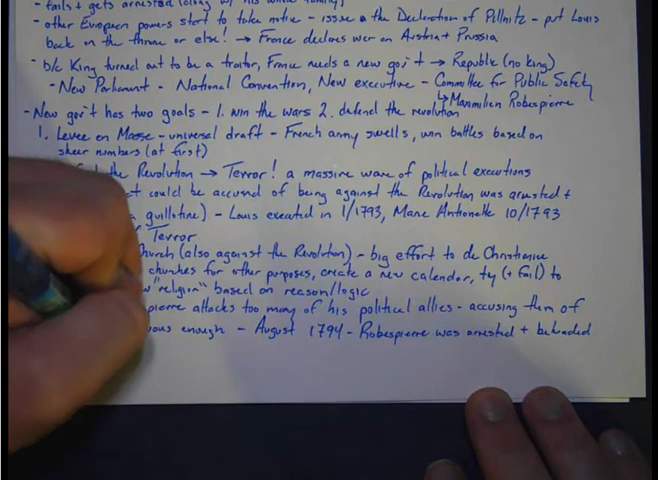 - fails + gets arrested (along w/ his whole family)
- other European powers start to take notice - issue the Declaration of Pillnitz - put Louis
back on the throne or else! → France declares war on Austria + Prussia
- b/c King turned out to be a traitor, France needs a new gov't → Republic (no king)
- New Parliament - National Convention, New executive - Committee for Public Safety
↳ Maximilien Robespierre
- New gov't has two goals - 1. win the wars 2. defend the revolution
1. Levee en Masse - universal draft - French army swells, win battles based on
sheer numbers (at first)
the Revolution → Terror! a massive wave of political executions
could be accused of being against the Revolution was arrested +
guillotine) - Louis executed in 1/1793, Marie Antionette 10/1793
Terror
Church (also against the Revolution) - big effort to de Christianize
churches for other purposes, create a new calendar, try (+ fail) to
"religion" based on reason/logic
pierre attacks too many of his political allies - accusing them of
ious enough - August 1794 - Robespierre was arrested + beheaded